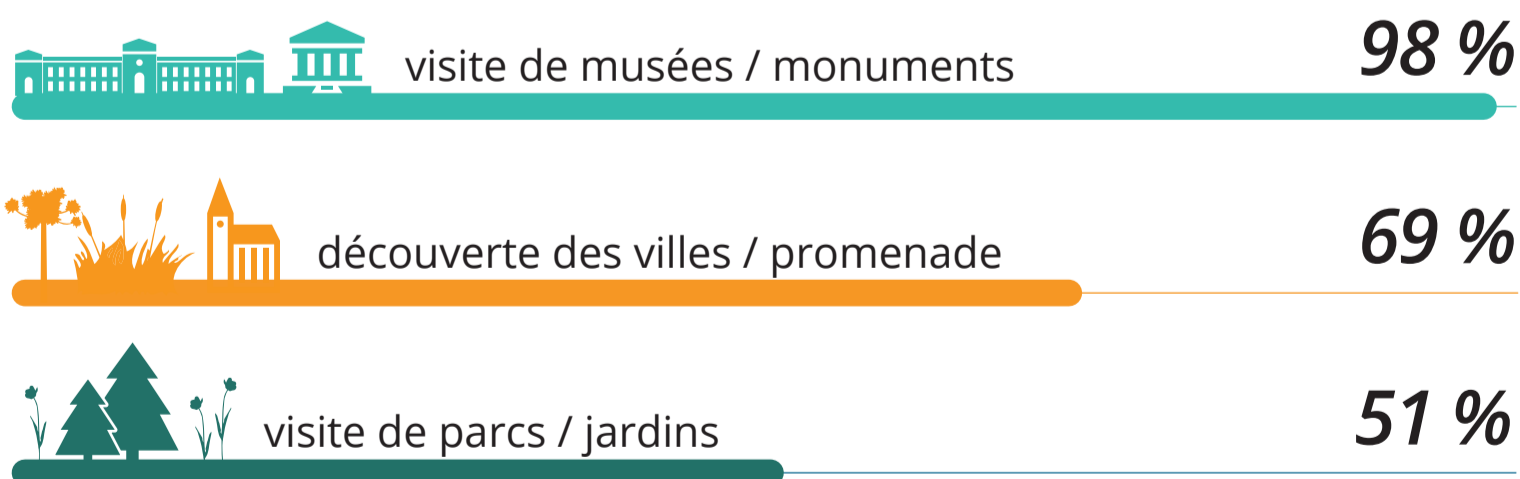 visite de musées / monuments 98 %
découverte des villes / promenade 69 %
visite de parcs / jardins 51 %